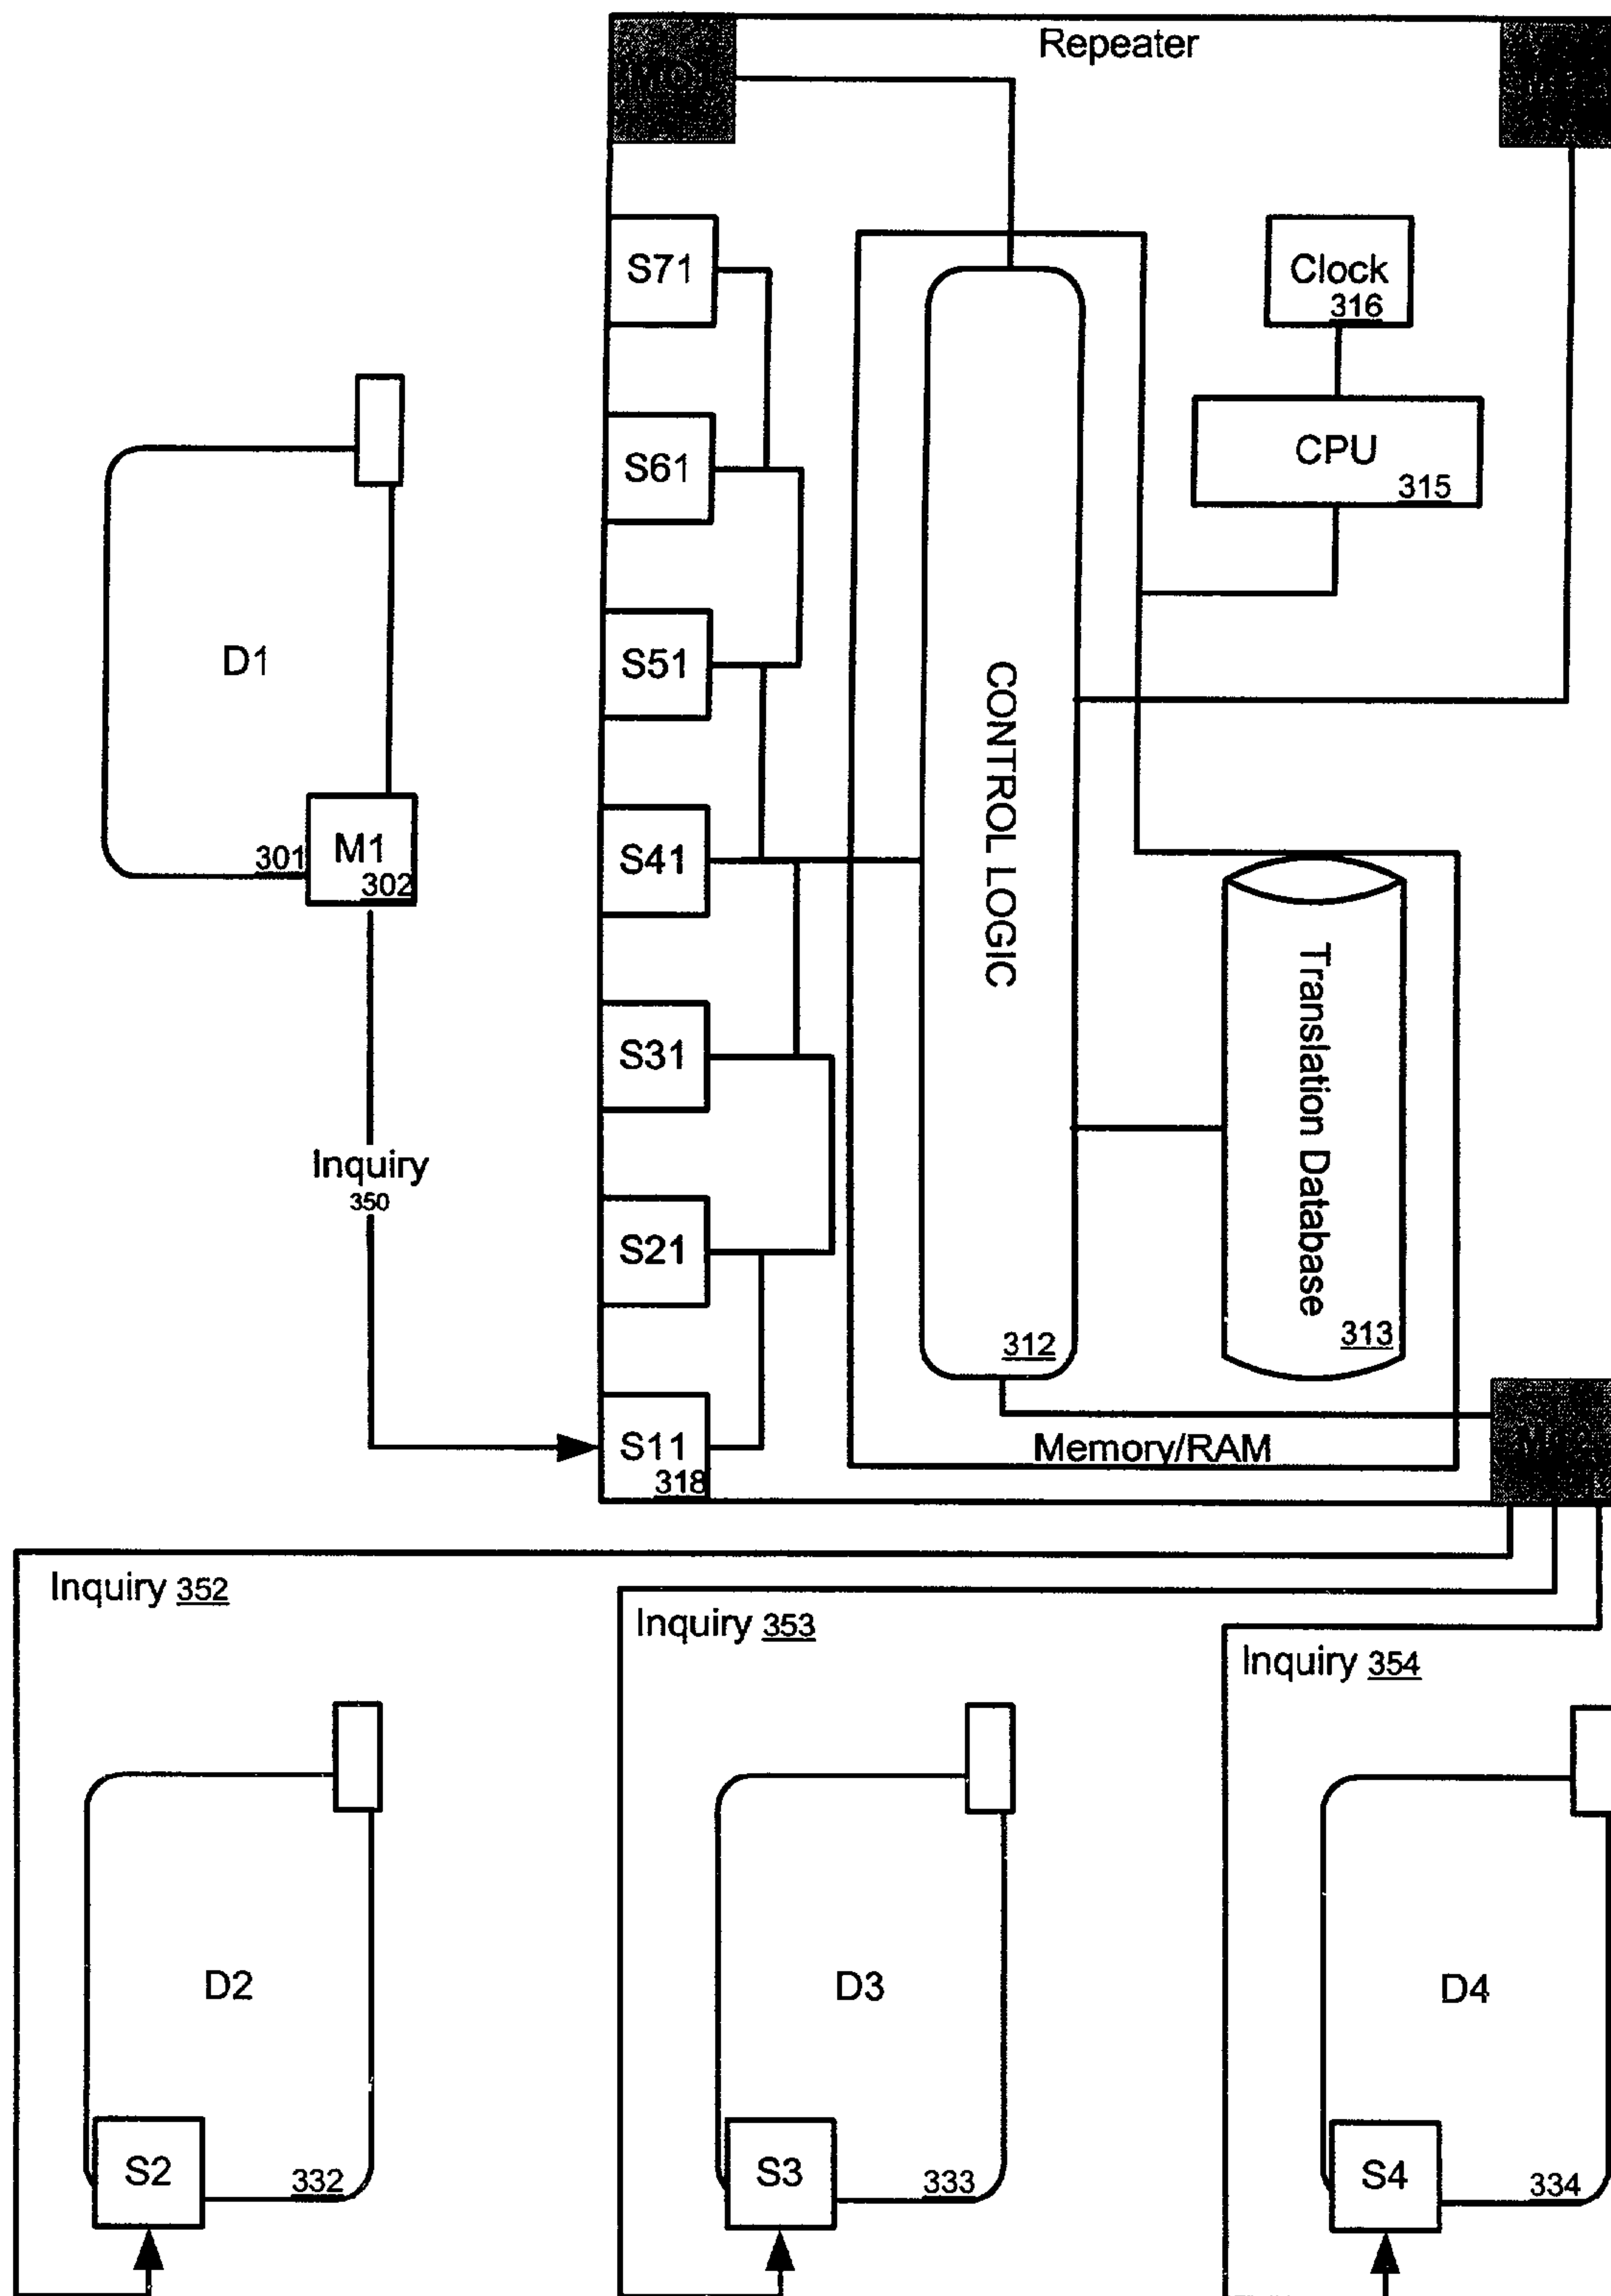 Repeater
S71
Clock
316
S61
CPU
315
S51
D1
CONTROL LOGIC
S41
301
M1
302
Translation Database
S31
Inquiry
350
S21
312
313
S11
318
Memory/RAM
Inquiry 352
Inquiry 353
Inquiry 354
D2
D3
D4
S2
332
S3
333
S4
334